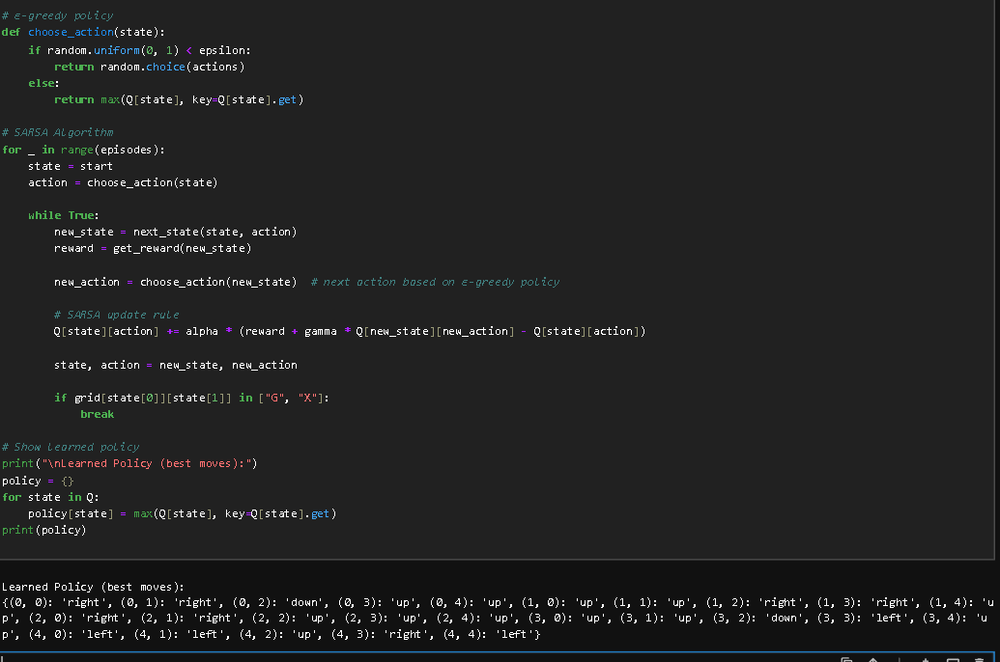 # ε-greedy policy
def choose_action(state):
    if random.uniform(0, 1) < epsilon:
        return random.choice(actions)
    else:
        return max(Q[state], key=Q[state].get)
# SARSA Algorithm
for _ in range(episodes):
    state = start
    action = choose_action(state)
    while True:
        new_state = next_state(state, action)
        reward = get_reward(new_state)
        new_action = choose_action(new_state)  # next action based on ε-greedy policy
        # SARSA update rule
        Q[state][action] += alpha * (reward + gamma * Q[new_state][new_action] - Q[state][action])
        state, action = new_state, new_action
        if grid[state[0]][state[1]] in ["G", "X"]:
            break
# Show learned policy
print("\nLearned Policy (best moves):")
policy = {}
for state in Q:
    policy[state] = max(Q[state], key=Q[state].get)
print(policy)
Learned Policy (best moves):
{(0, 0): 'right', (0, 1): 'right', (0, 2): 'down', (0, 3): 'up', (0, 4): 'up', (1, 0): 'up', (1, 1): 'up', (1, 2): 'right', (1, 3): 'right', (1, 4): 'u
p', (2, 0): 'right', (2, 1): 'right', (2, 2): 'up', (2, 3): 'up', (2, 4): 'up', (3, 0): 'up', (3, 1): 'up', (3, 2): 'down', (3, 3): 'left', (3, 4): 'u
p', (4, 0): 'left', (4, 1): 'left', (4, 2): 'up', (4, 3): 'right', (4, 4): 'left'}